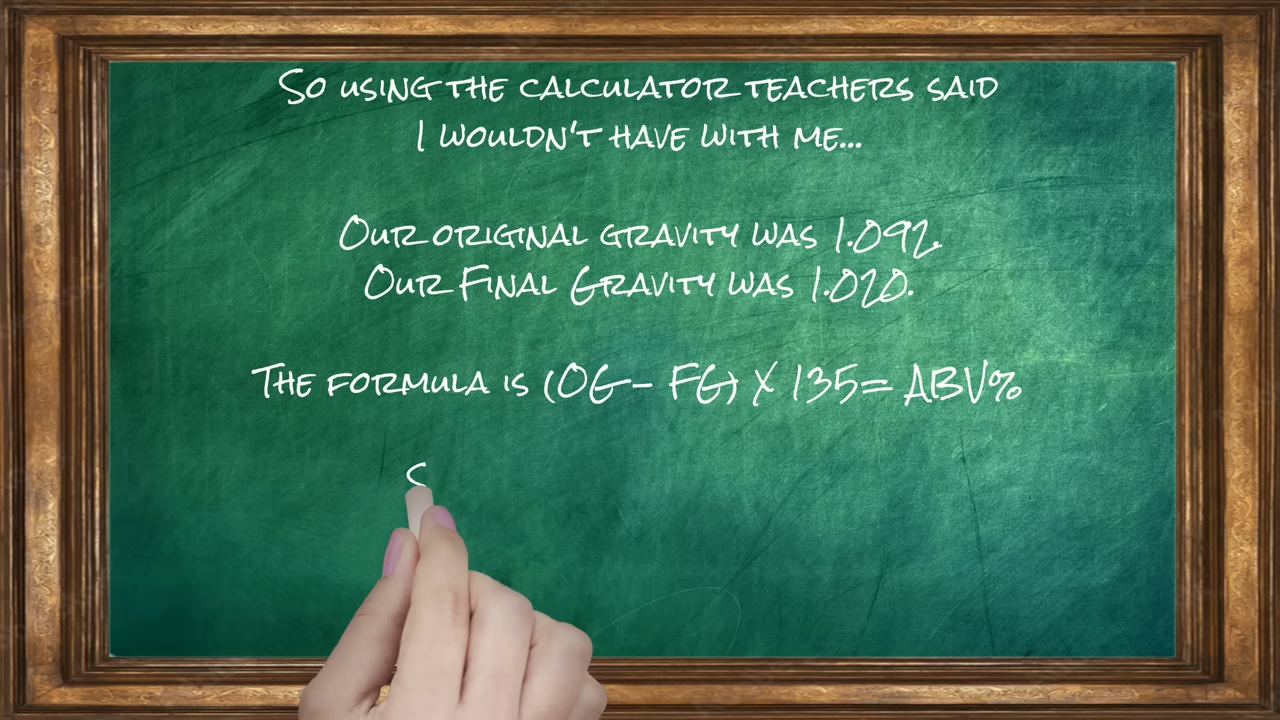 So using the calculator teachers said
I wouldn't have with me...
Our original gravity was 1.092.
Our Final Gravity was 1.020.
The formula is (OG - FG) X 135 = ABV%
S